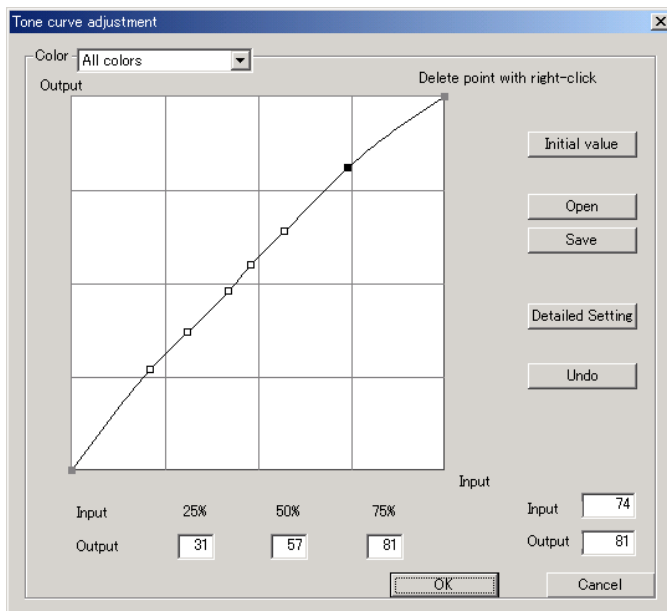 Tone curve adjustment
Color All colors
Output
Delete point with right-click
Initial value
Open
Save
Detailed Setting
Undo
Input
Input 25% 50% 75%
Output 31 57 81
Input 74
Output 81
OK
Cancel